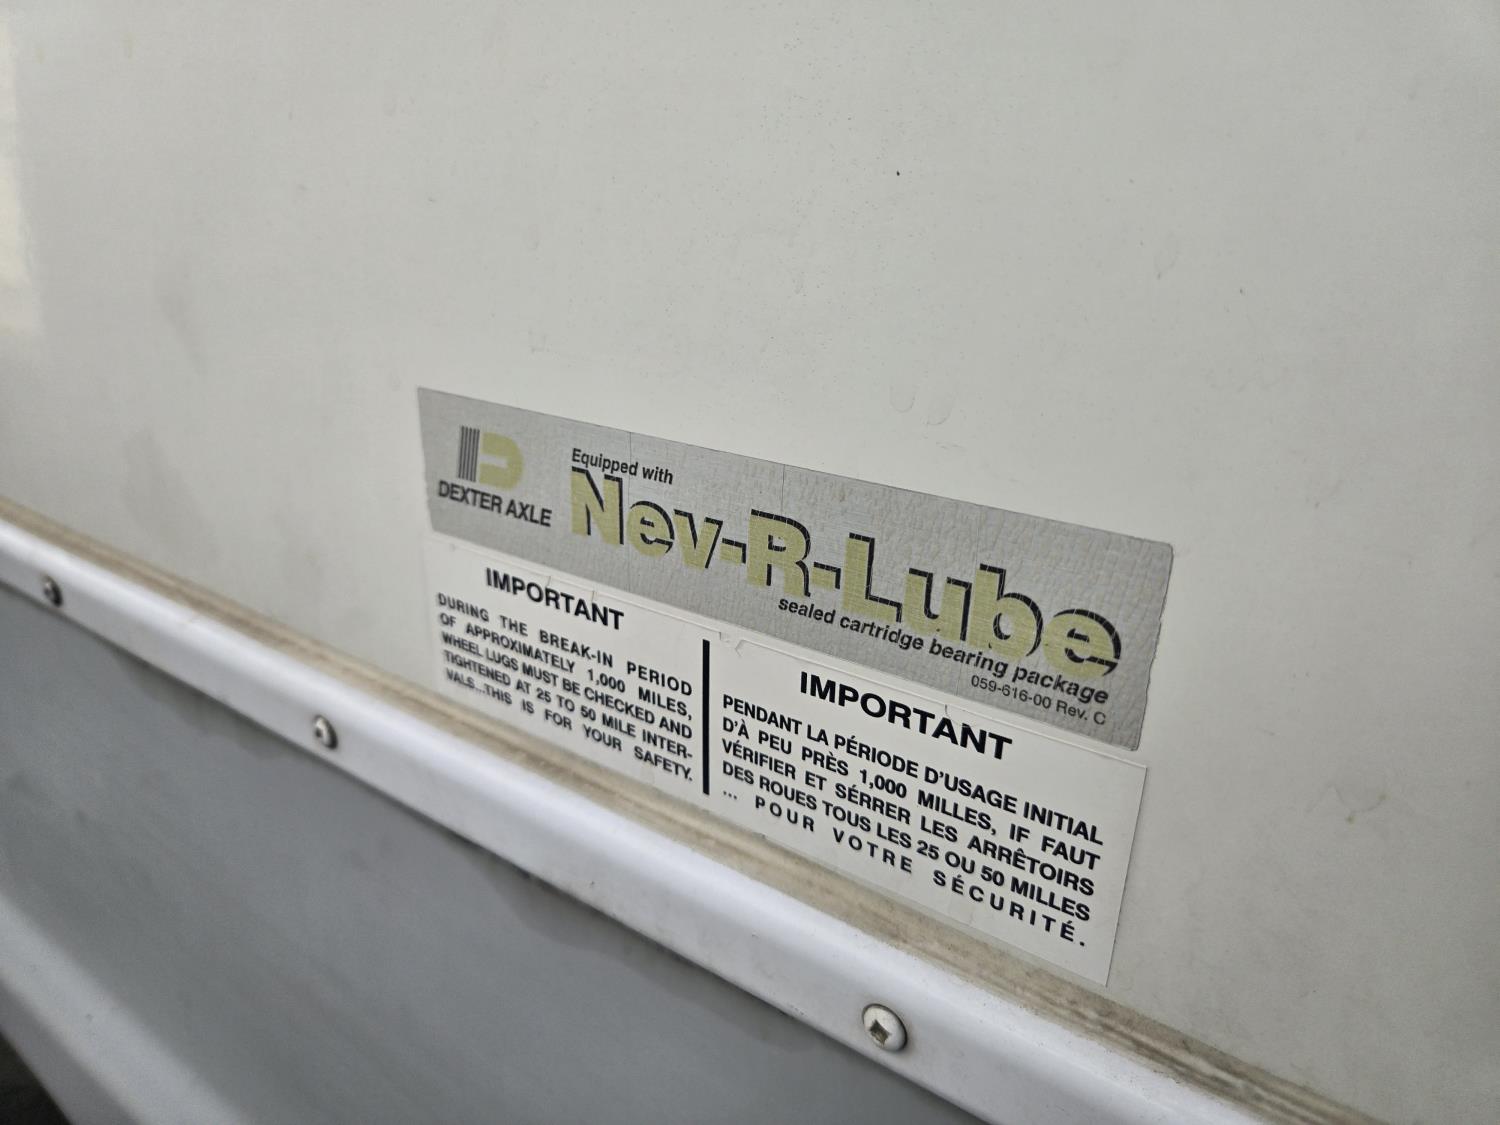 DEXTER AXLE
Equipped with
Nev-R-Lube
sealed cartridge bearing package
059-616-00 Rev. C
IMPORTANT
DURING THE BREAK-IN PERIOD
OF APPROXIMATELY 1,000 MILES,
WHEEL LUGS MUST BE CHECKED AND
TIGHTENED AT 25 TO 50 MILE INTER-
VALS...THIS IS FOR YOUR SAFETY.
IMPORTANT
PENDANT LA PÉRIODE D'USAGE INITIAL
D'À PEU PRÈS 1,000 MILLES, IF FAUT
VÉRIFIER ET SÉRRER LES ARRÊTOIRS
DES ROUES TOUS LES 25 OU 50 MILLES
... POUR VOTRE SÉCURITÉ.